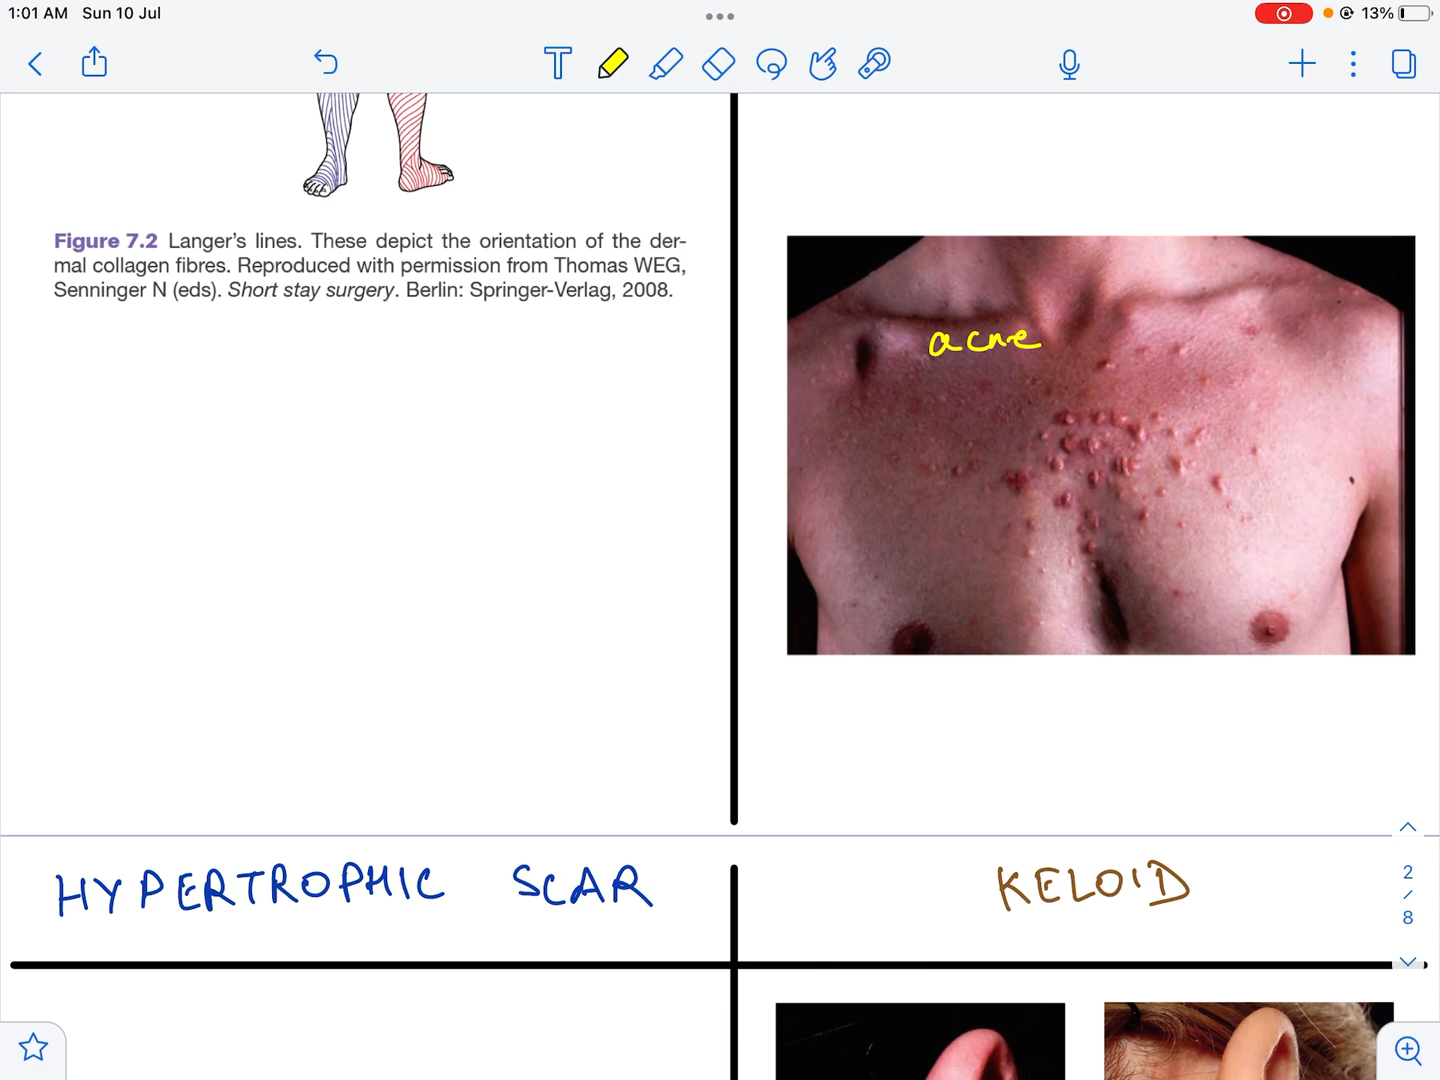 1:01 AM Sun 10 Jul
13%
Figure 7.2 Langer's lines. These depict the orientation of the der-
mal collagen fibres. Reproduced with permission from Thomas WEG,
Senninger N (eds). Short stay surgery. Berlin: Springer-Verlag, 2008.
acne
HYPERTROPHIC SCAR
KELOID
2
/
8